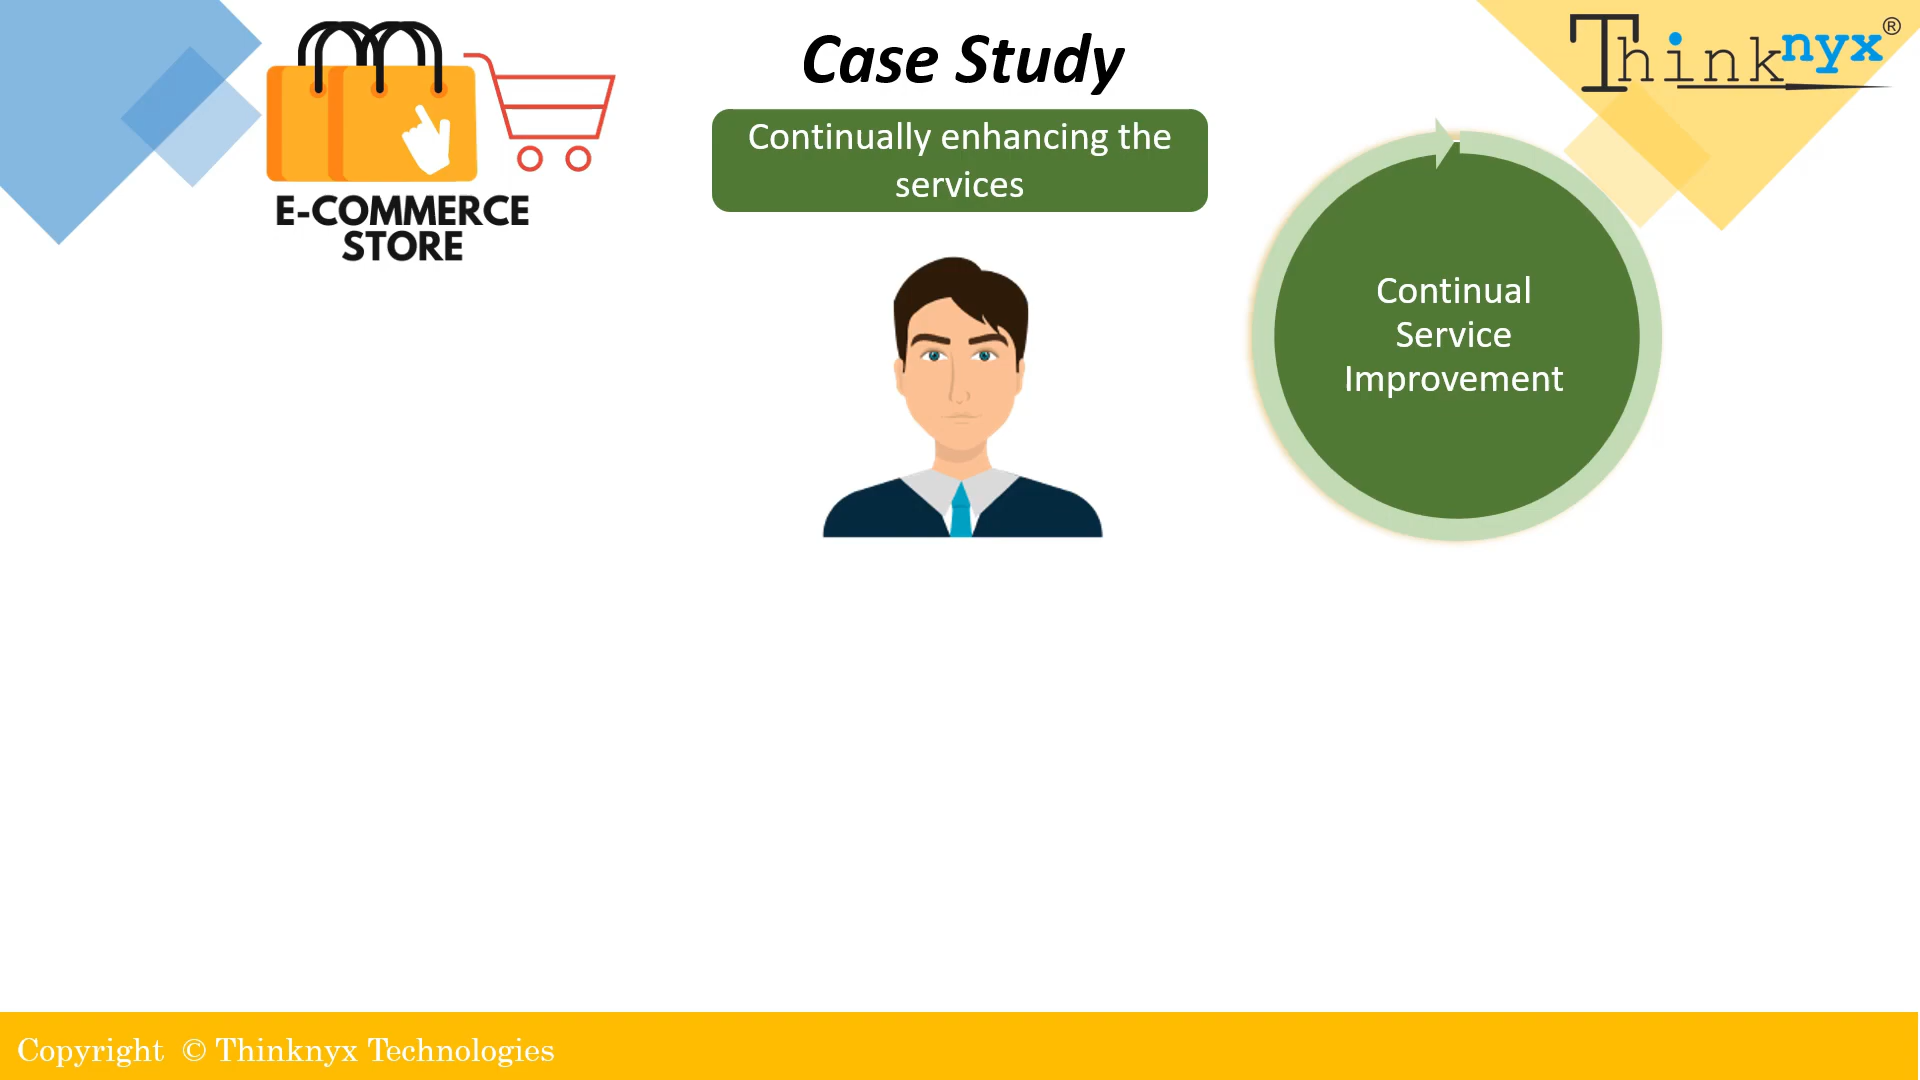 Case Study
Thinknyx®
Continually enhancing the
services
E-COMMERCE
STORE
Continual
Service
Improvement
Copyright © Thinknyx Technologies